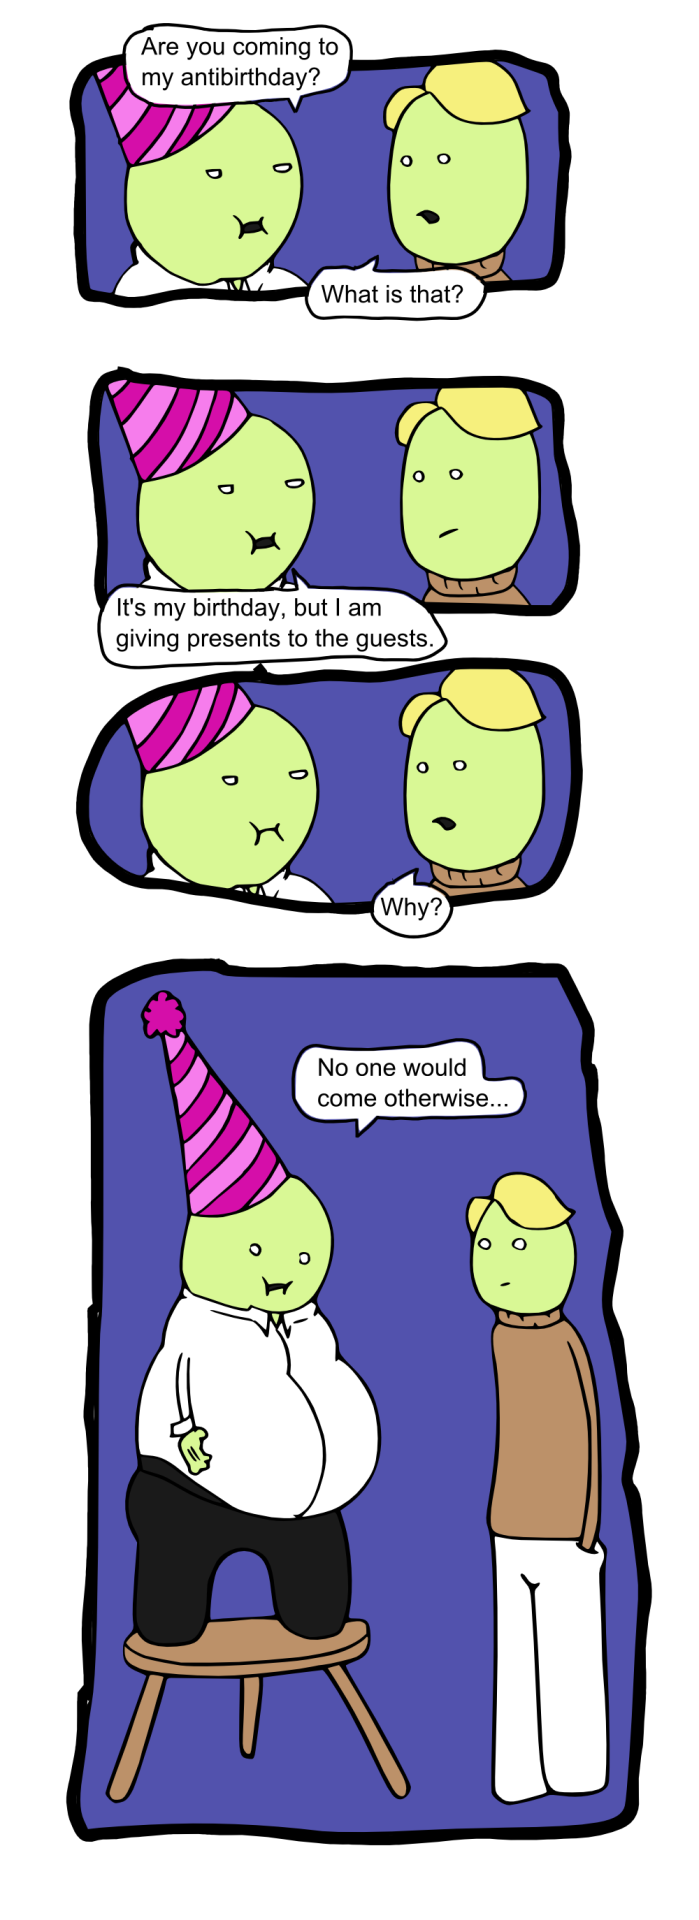 Are you coming to
my antibirthday?
What is that?
It's my birthday, but I am
giving presents to the guests.
Why?
No one would
come otherwise...